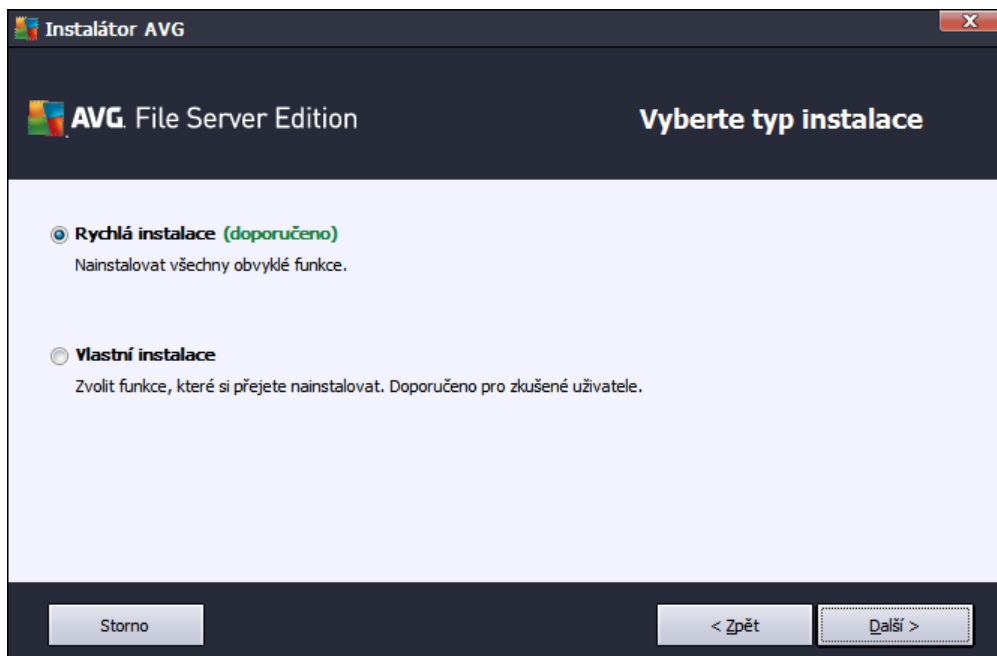 Instalátor AVG
X
AVG. File Server Edition
Vyberte typ instalace
Rychlá instalace (doporučeno)
Nainstalovat všechny obvyklé funkce.
Vlastní instalace
Zvolit funkce, které si přejete nainstalovat. Doporučeno pro zkušené uživatele.
Storno
< Zpět
Další >